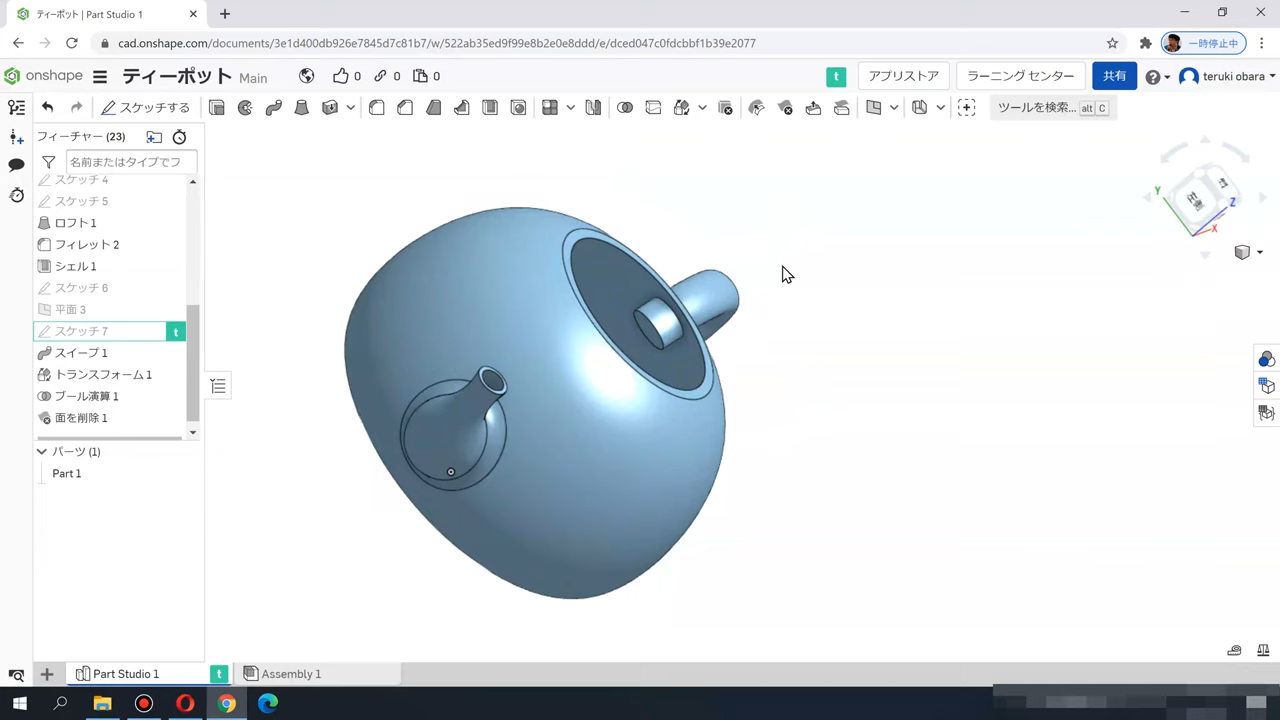 ティーポット | Part Studio 1
cad.onshape.com/documents/3e1d400db926e7845d7c81b7/w/522ab35e306ece8b2e0e8ddd/e/dced047c0fdcbbf1b39e2077
一時停止中
onshape
ティーポット Main
0
0
0
t
アプリストア
ラーニング センター
共有
teruki obara
スケッチする
ツールを検索... alt C
フィーチャー (23)
名前またはタイプでフ
スケッチ 4
スケッチ 5
ロフト 1
フィレット 2
シェル 1
スケッチ 6
平面 3
スケッチ 7
t
スイープ 1
トランスフォーム 1
ブール演算 1
面を削除 1
パーツ (1)
Part 1
Y
Z
X
Part Studio 1
t
Assembly 1